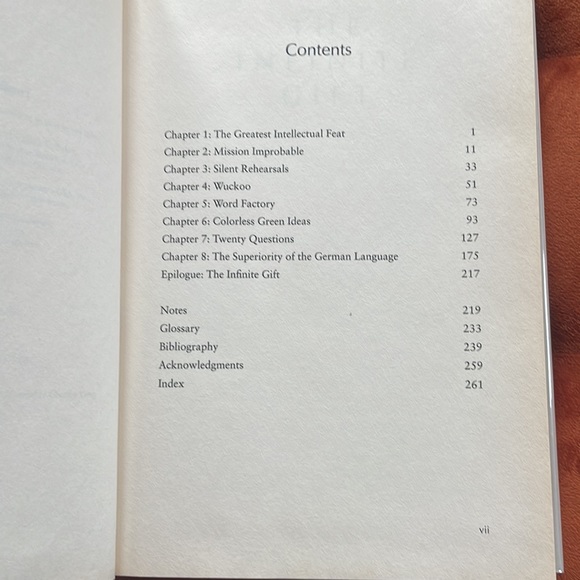 Contents
Chapter 1: The Greatest Intellectual Feat 1
Chapter 2: Mission Improbable 11
Chapter 3: Silent Rehearsals 33
Chapter 4: Wuckoo 51
Chapter 5: Word Factory 73
Chapter 6: Colorless Green Ideas 93
Chapter 7: Twenty Questions 127
Chapter 8: The Superiority of the German Language 175
Epilogue: The Infinite Gift 217
Notes 219
Glossary 233
Bibliography 239
Acknowledgments 259
Index 261
vii